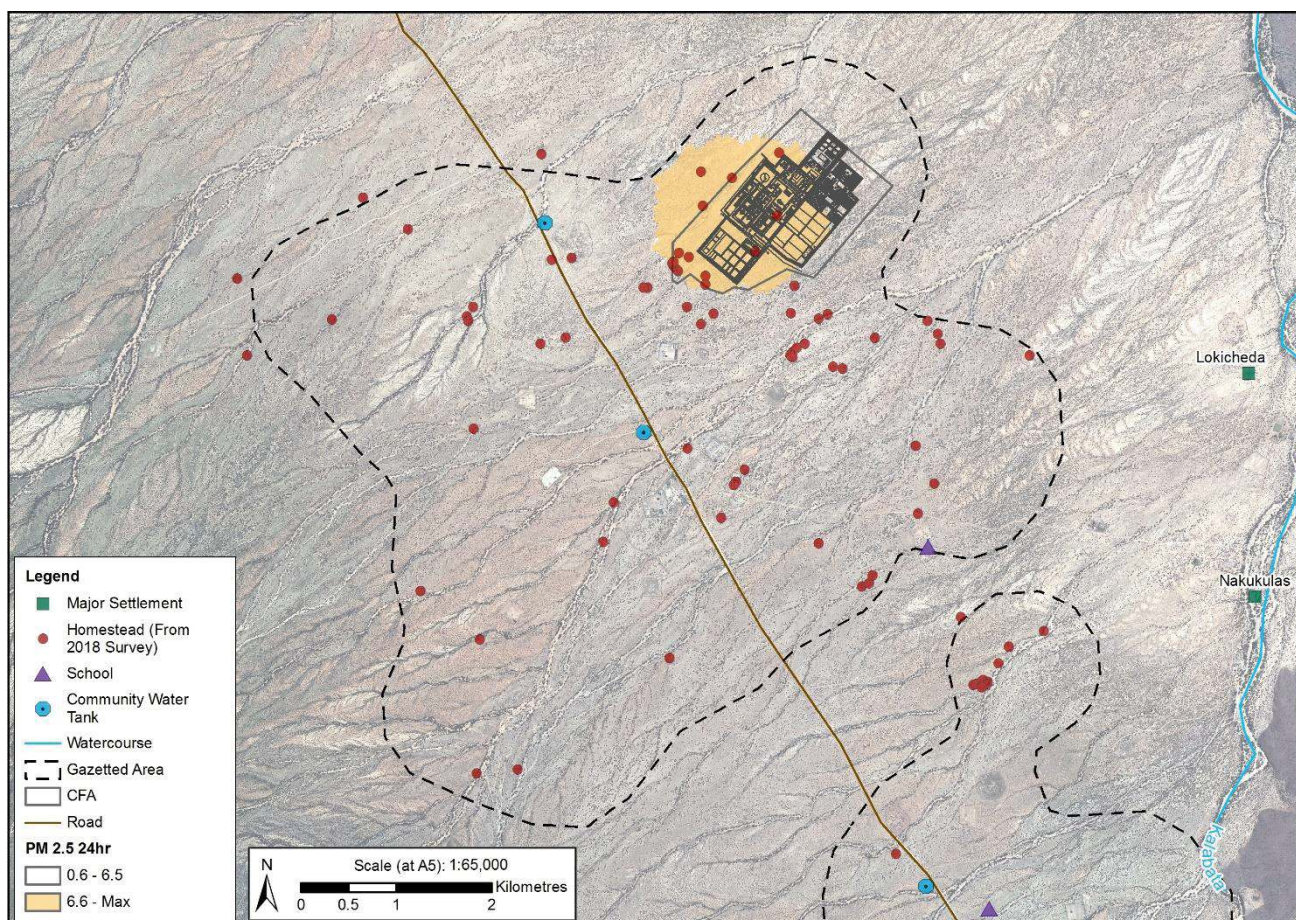 Lokicheda
Nakukulas
Kalabata
Legend
Major Settlement
Homestead (From
2018 Survey)
School
Community Water
Tank
Watercourse
Gazetted Area
CFA
Road
PM 2.5 24hr
0.6 - 6.5
6.6 - Max
N
Scale (at A5): 1:65,000
Kilometres
0 0.5 1 2